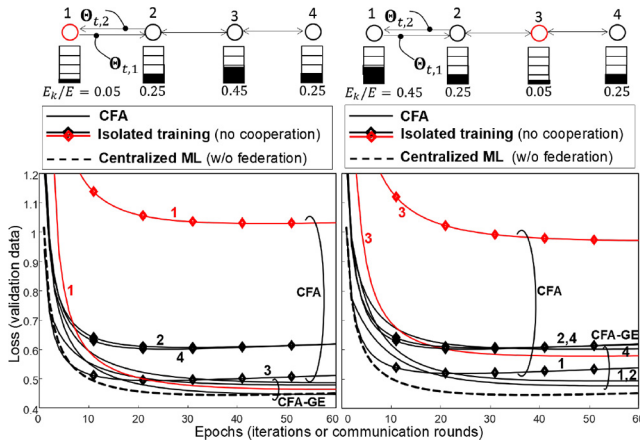 1 Θt,2 2 3 4
Θt,1
Ek/E = 0.05 0.25 0.45 0.25
1 Θt,2 2 3 4
Θt,1
Ek/E = 0.45 0.25 0.05 0.25
CFA
Isolated training (no cooperation)
Centralized ML (w/o federation)
CFA
Isolated training (no cooperation)
Centralized ML (w/o federation)
Loss (validation data)
1.2
1.1
1
0.9
0.8
0.7
0.6
0.5
0.4
1
1
2
4
3
CFA
CFA-GE
10 20 30 40 50 60
3
3
CFA
2,4
CFA-GE
4
1
1,2
0 10 20 30 40 50 60
Epochs (iterations or communication rounds)